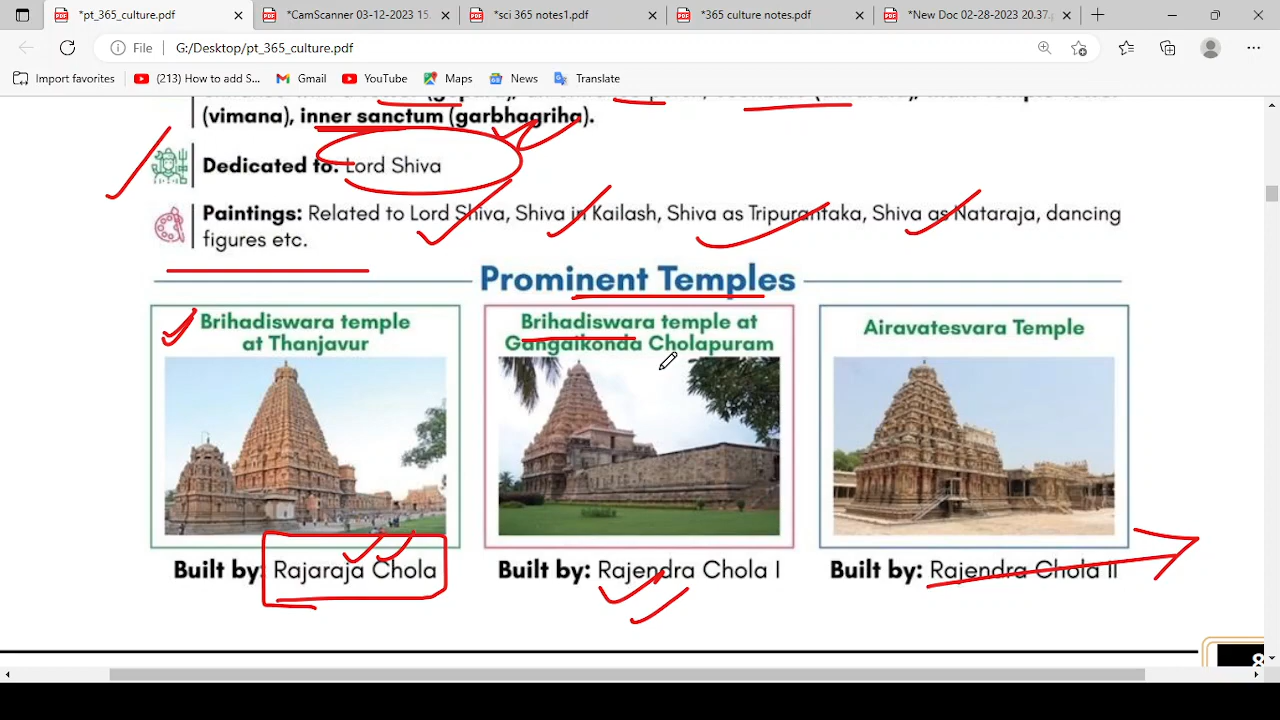 *pt_365_culture.pdf
*CamScanner 03-12-2023 15.
*sci 365 notes1.pdf
*365 culture notes.pdf
*New Doc 02-28-2023 20.37.
File G:/Desktop/pt_365_culture.pdf
Import favorites
(213) How to add S...
Gmail
YouTube
Maps
News
Translate
(vimana), inner sanctum (garbhagriha).
Dedicated to: Lord Shiva
Paintings: Related to Lord Shiva, Shiva in Kailash, Shiva as Tripurantaka, Shiva as Nataraja, dancing
figures etc.
Prominent Temples
Brihadiswara temple
at Thanjavur
Brihadiswara temple at
Gangaikonda Cholapuram
Airavatesvara Temple
Built by: Rajaraja Chola
Built by: Rajendra Chola I
Built by: Rajendra Chola II